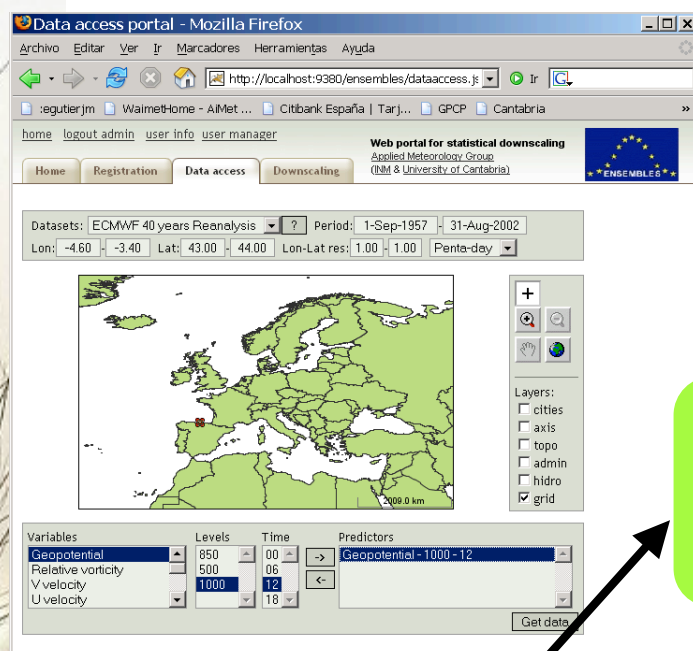 Data access portal - Mozilla Firefox
Archivo Editar Ver Ir Marcadores Herramientas Ayuda
http://localhost:9380/ensembles/dataaccess.js Ir G
:egutierjm WaimetHome - AiMet ... Citibank España | Tarj... GPCP Cantabria »
home logout admin user info user manager
Web portal for statistical downscaling
Applied Meteorology Group
(INM & University of Cantabria)
ENSEMBLES
Home Registration Data access Downscaling
Datasets: ECMWF 40 years Reanalysis ? Period: 1-Sep-1957 - 31-Aug-2002
Lon: -4.60 - -3.40 Lat: 43.00 - 44.00 Lon-Lat res: 1.00 - 1.00 Penta-day
2009.0 km
Layers:
cities
axis
topo
admin
hidro
grid
Variables Levels Time Predictors
Geopotential 850 00 -> Geopotential - 1000 - 12
Relative vorticity 500 06
V velocity 1000 12 <-
U velocity 18
Get data